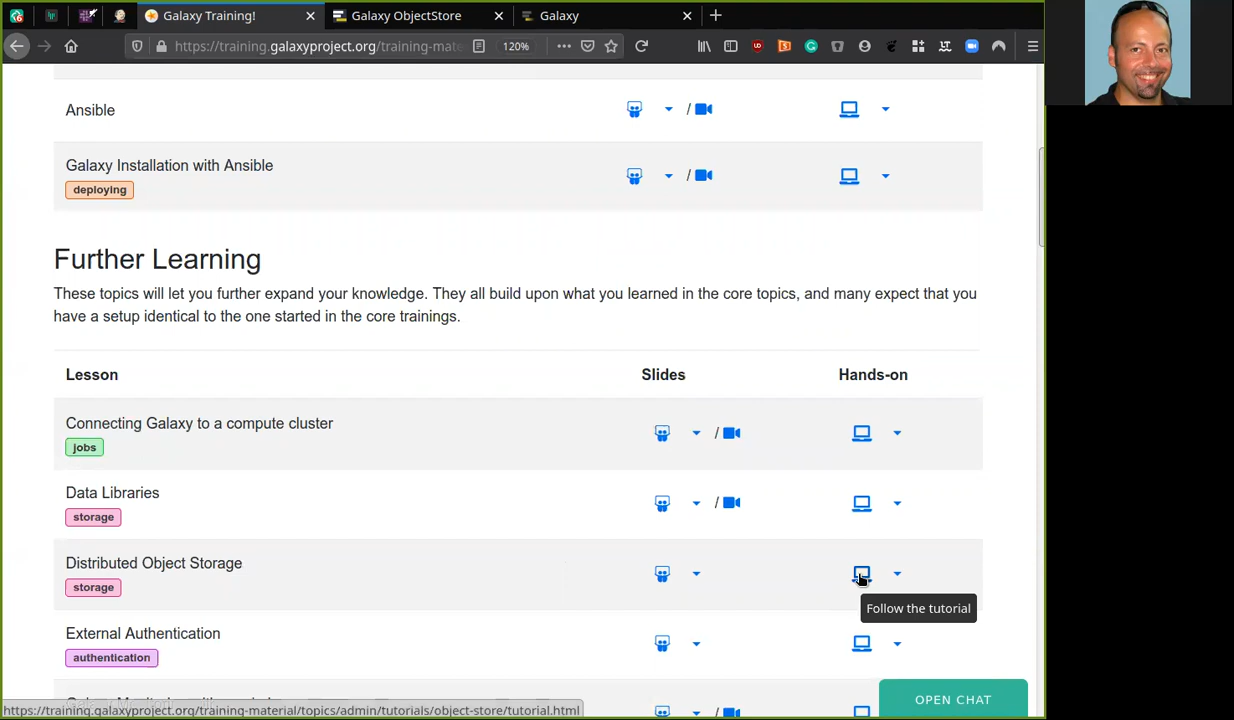 Galaxy Training!
Galaxy ObjectStore
Galaxy
https://training.galaxyproject.org/training-mate
120%
Ansible
/
Galaxy Installation with Ansible
/
deploying
Further Learning
These topics will let you further expand your knowledge. They all build upon what you learned in the core topics, and many expect that you
have a setup identical to the one started in the core trainings.
Lesson Slides Hands-on
Connecting Galaxy to a compute cluster
/
jobs
Data Libraries
/
storage
Distributed Object Storage
storage
Follow the tutorial
External Authentication
authentication
OPEN CHAT
https://training.galaxyproject.org/training-material/topics/admin/tutorials/object-store/tutorial.html